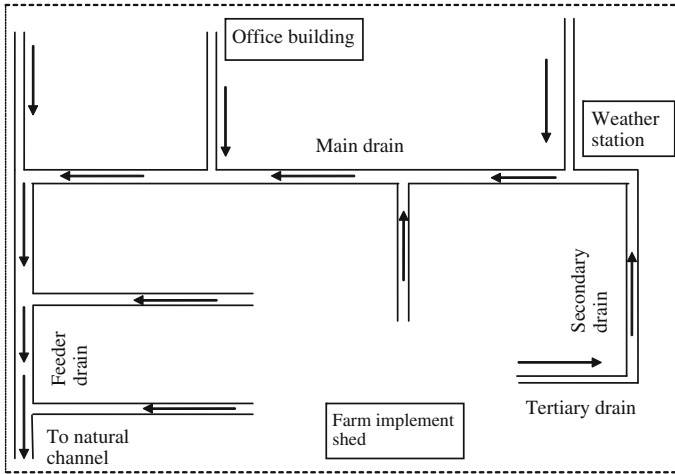 Office building
Weather
station
Main drain
Secondary
drain
Feeder
drain
Tertiary drain
Farm implement
shed
To natural
channel